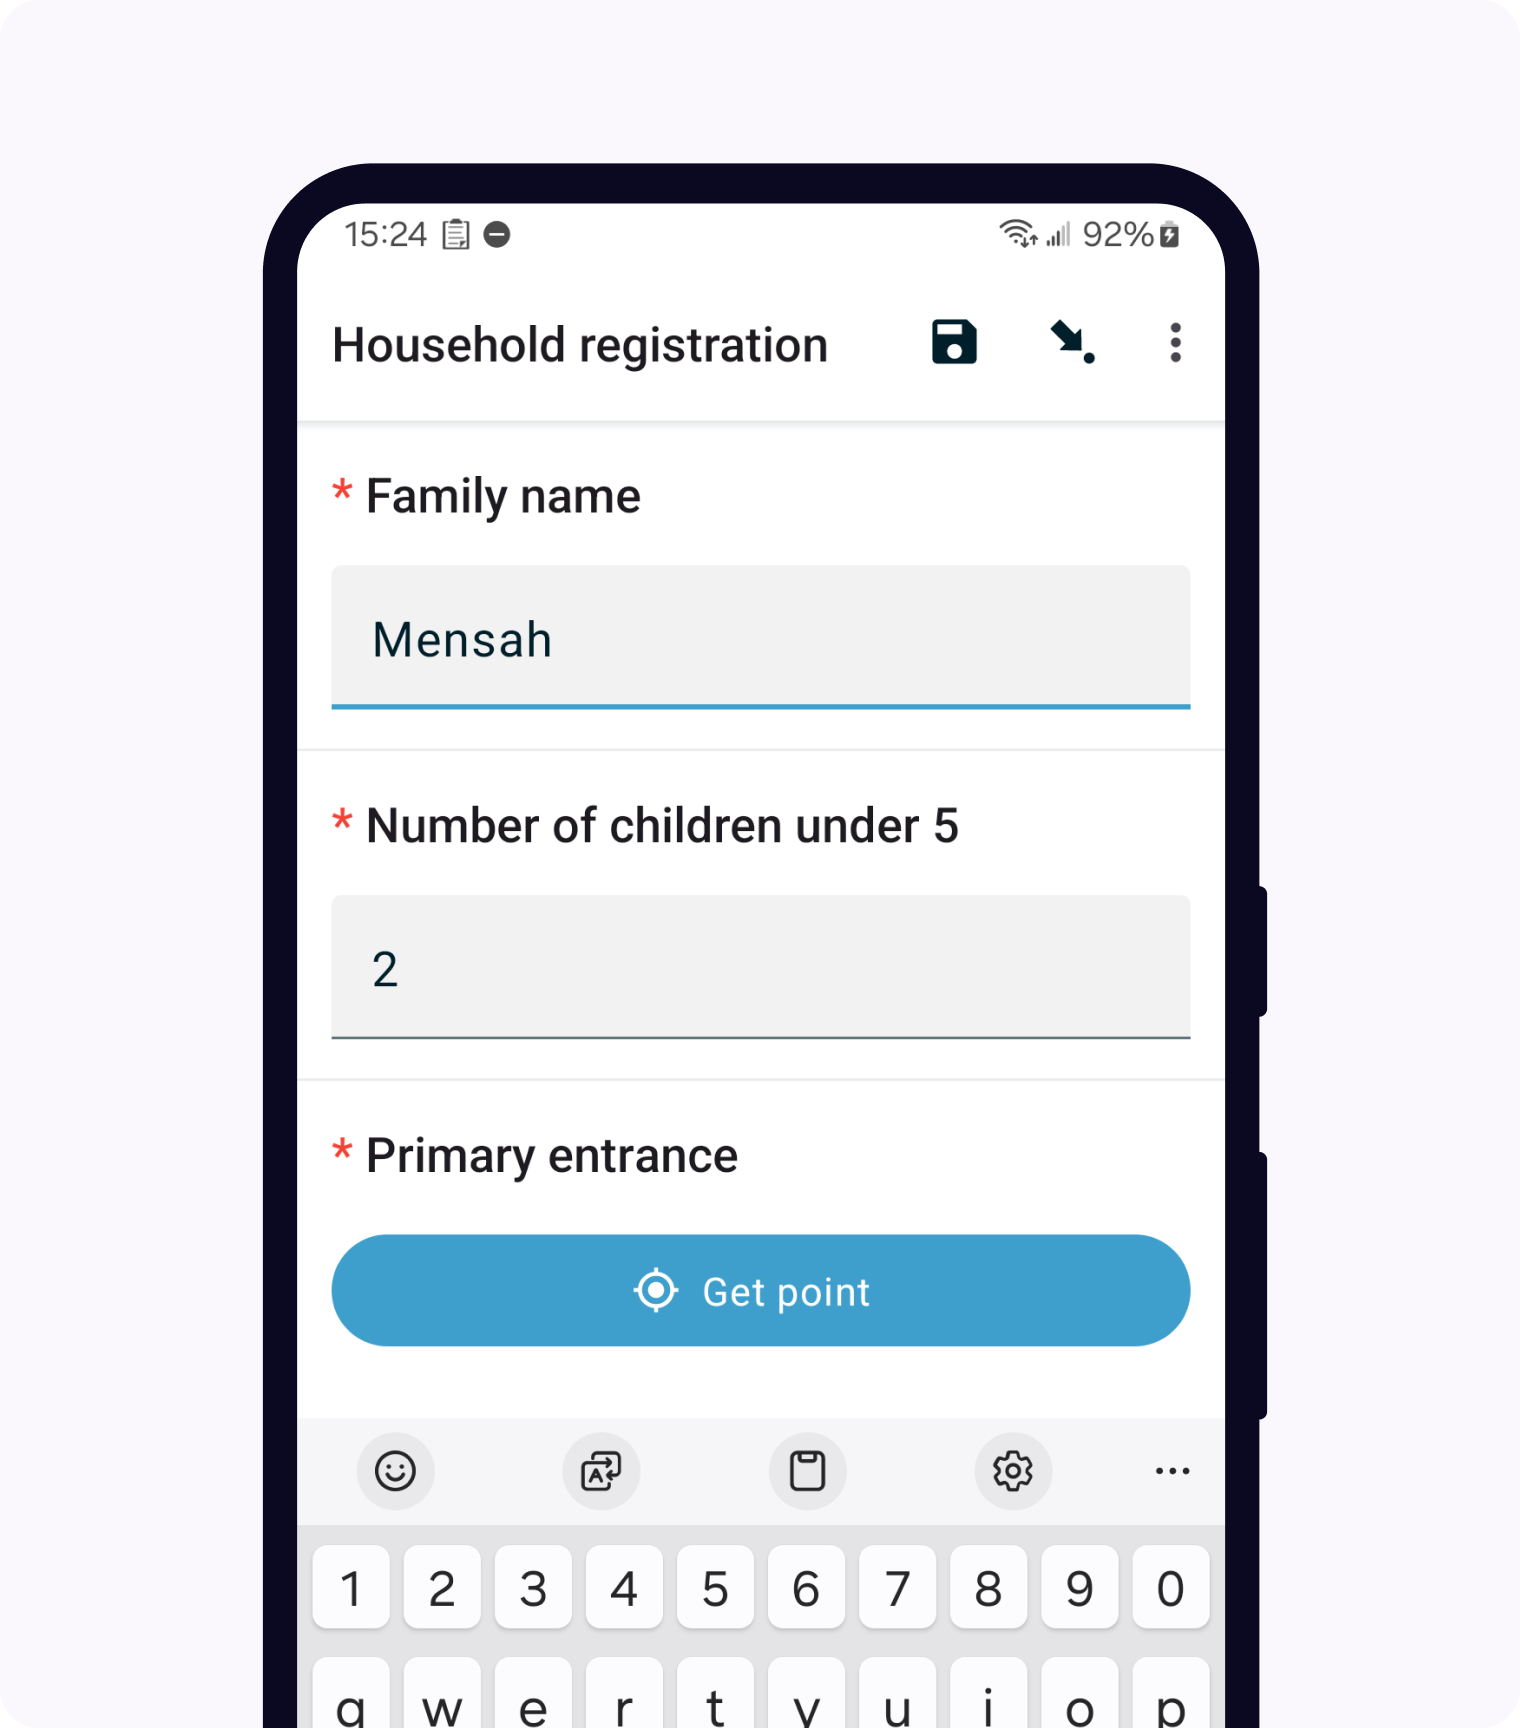 15:24 92%
Household registration
* Family name
Mensah
* Number of children under 5
2
* Primary entrance
Get point
A
1 2 3 4 5 6 7 8 9 0
q w e r t y u i o p